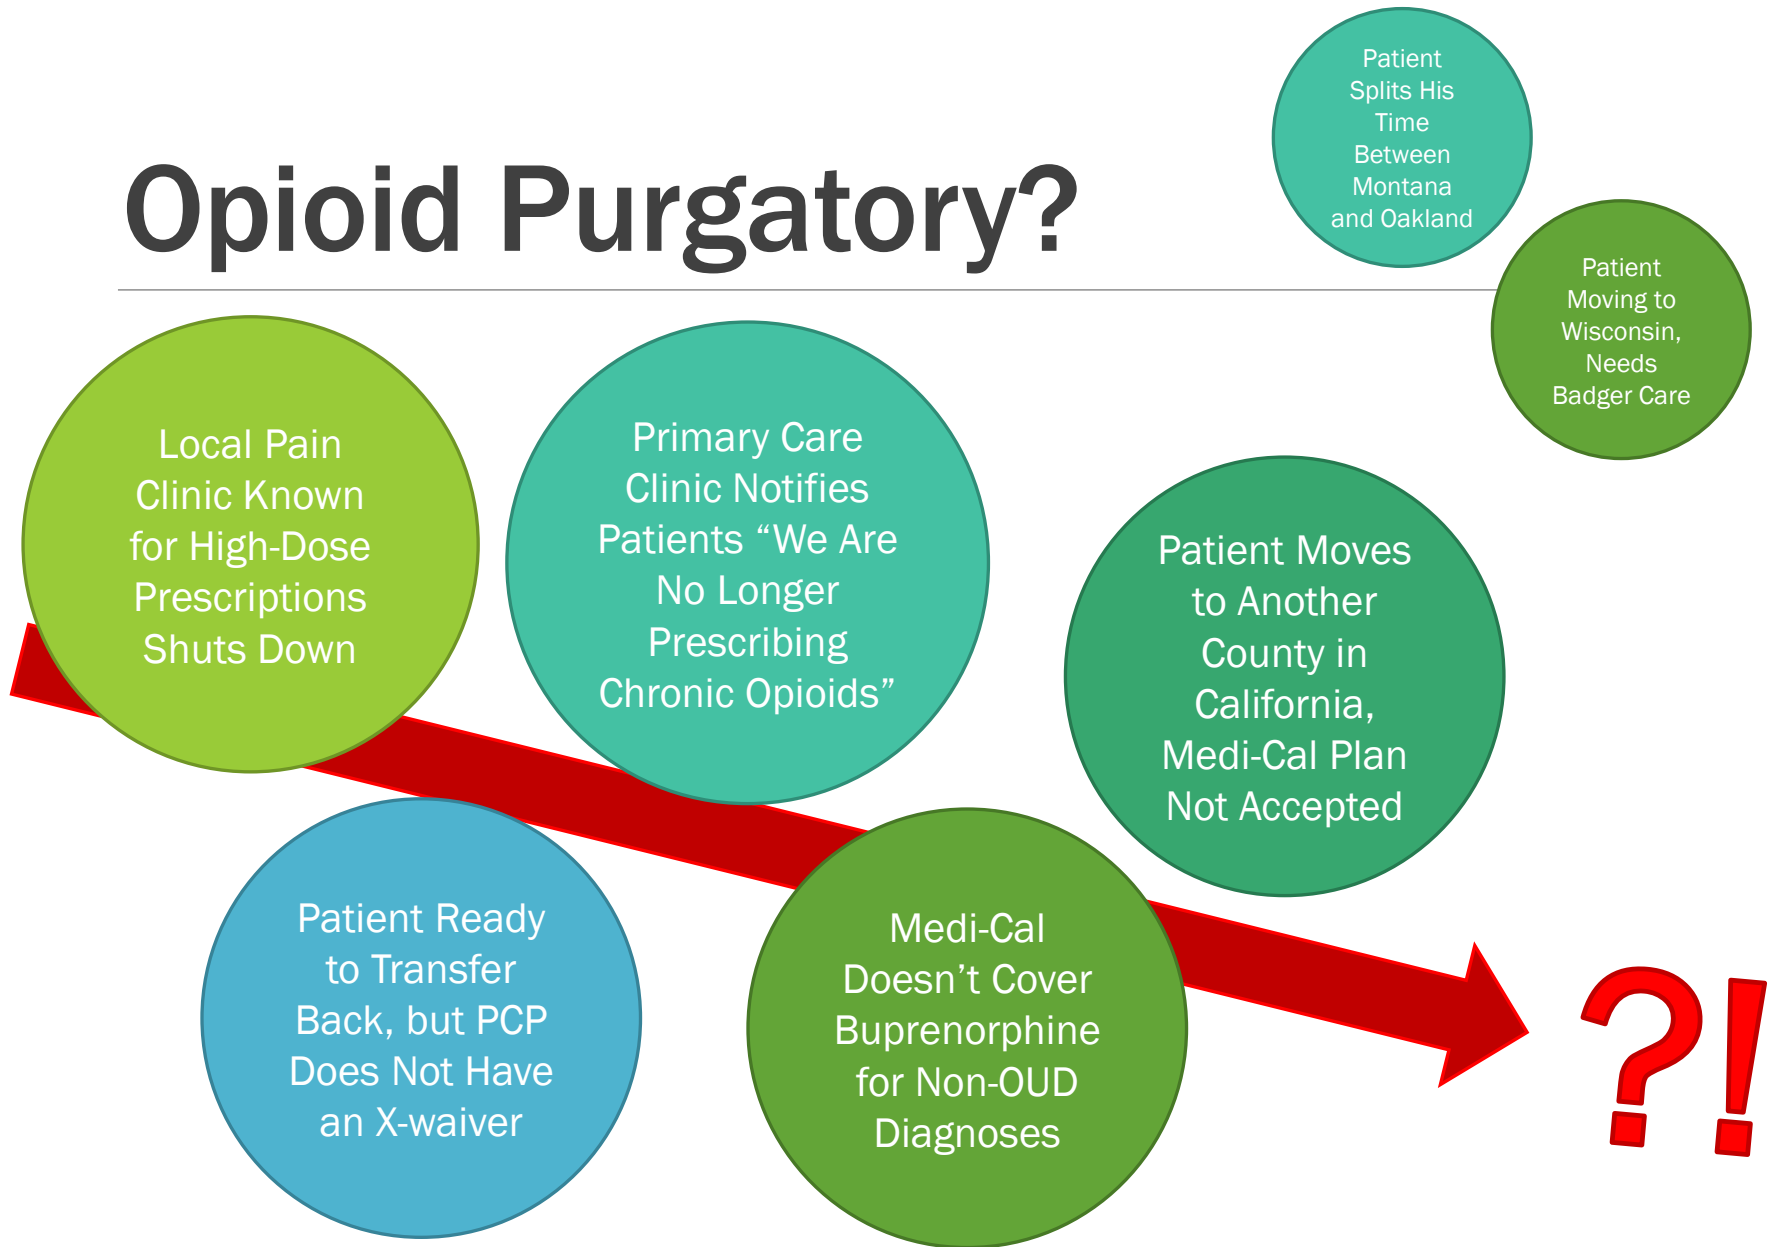 Opioid Purgatory?
Patient
Splits His
Time
Between
Montana
and Oakland
Patient
Moving to
Wisconsin,
Needs
Badger Care
Local Pain
Clinic Known
for High-Dose
Prescriptions
Shuts Down
Primary Care
Clinic Notifies
Patients “We Are
No Longer
Prescribing
Chronic Opioids”
Patient Moves
to Another
County in
California,
Medi-Cal Plan
Not Accepted
Patient Ready
to Transfer
Back, but PCP
Does Not Have
an X-waiver
Medi-Cal
Doesn’t Cover
Buprenorphine
for Non-OUD
Diagnoses
?!